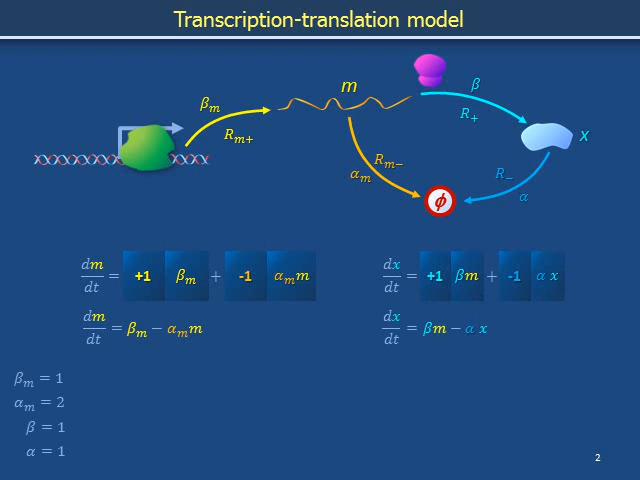 Transcription-translation model
βₘ
Rₘ₊
m
β
R₊
x
αₘ
Rₘ₋
R₋
α
ϕ
dm/dt = +1 βₘ + -1 αₘm
dx/dt = +1 βm + -1 α x
dm/dt = βₘ − αₘm
dx/dt = βm − α x
βₘ = 1
αₘ = 2
β = 1
α = 1
2